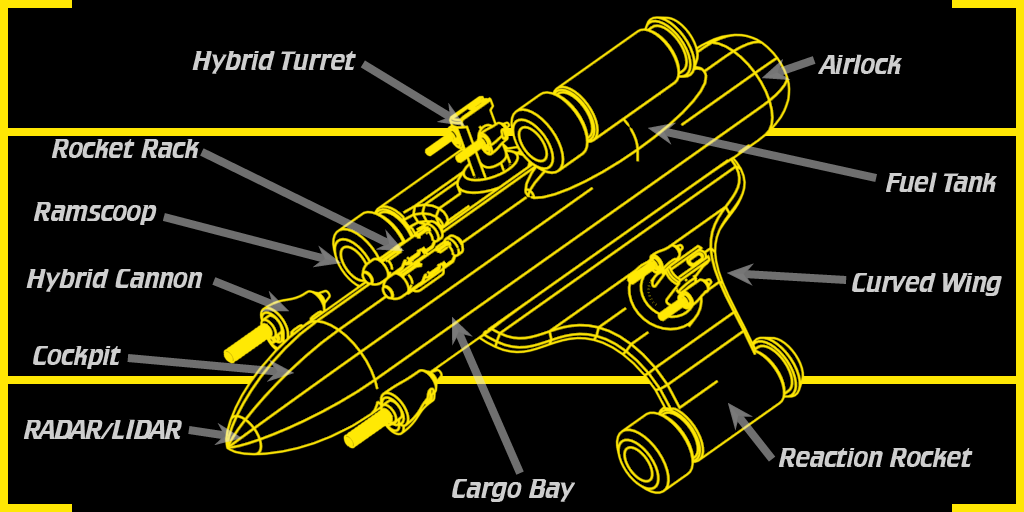 Hybrid Turret
Airlock
Rocket Rack
Fuel Tank
Ramscoop
Hybrid Cannon
Curved Wing
Cockpit
RADAR/LIDAR
Reaction Rocket
Cargo Bay